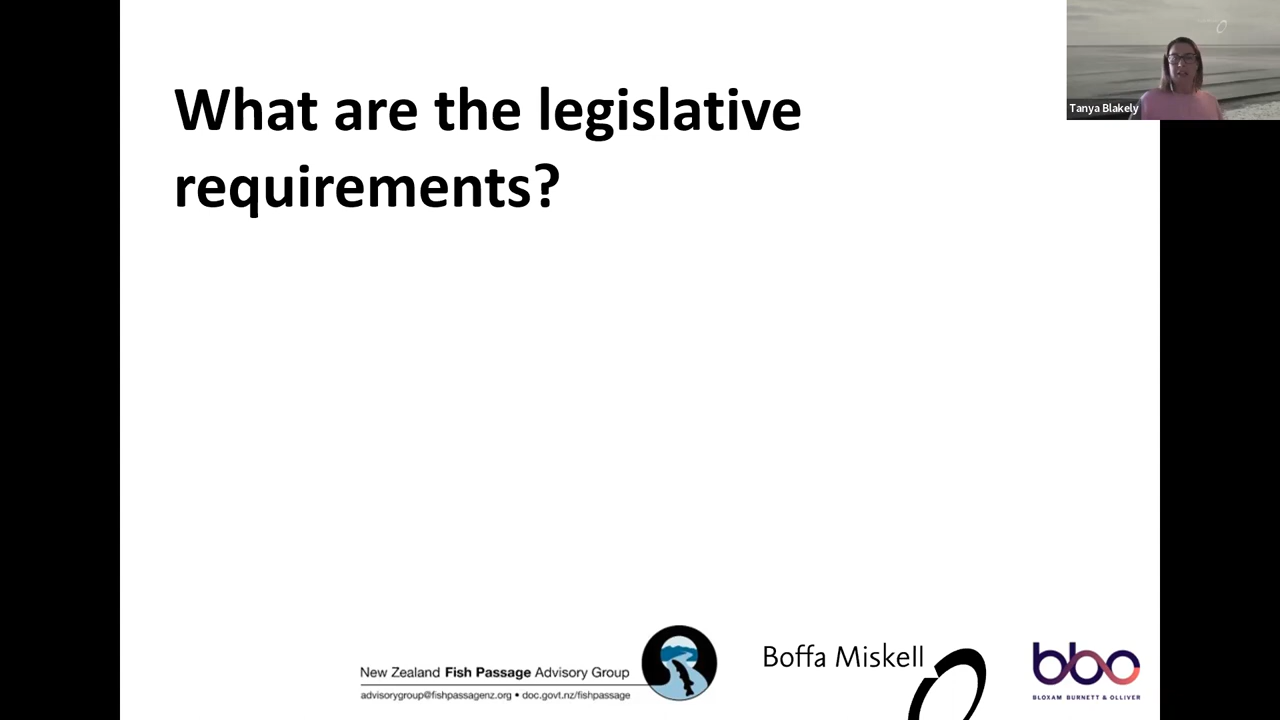 What are the legislative
requirements?
Tanya Blakely
New Zealand Fish Passage Advisory Group
advisorygroup@fishpassagenz.org • doc.govt.nz/fishpassage
Boffa Miskell
bbo
BLOXAM BURNETT & OLLIVER